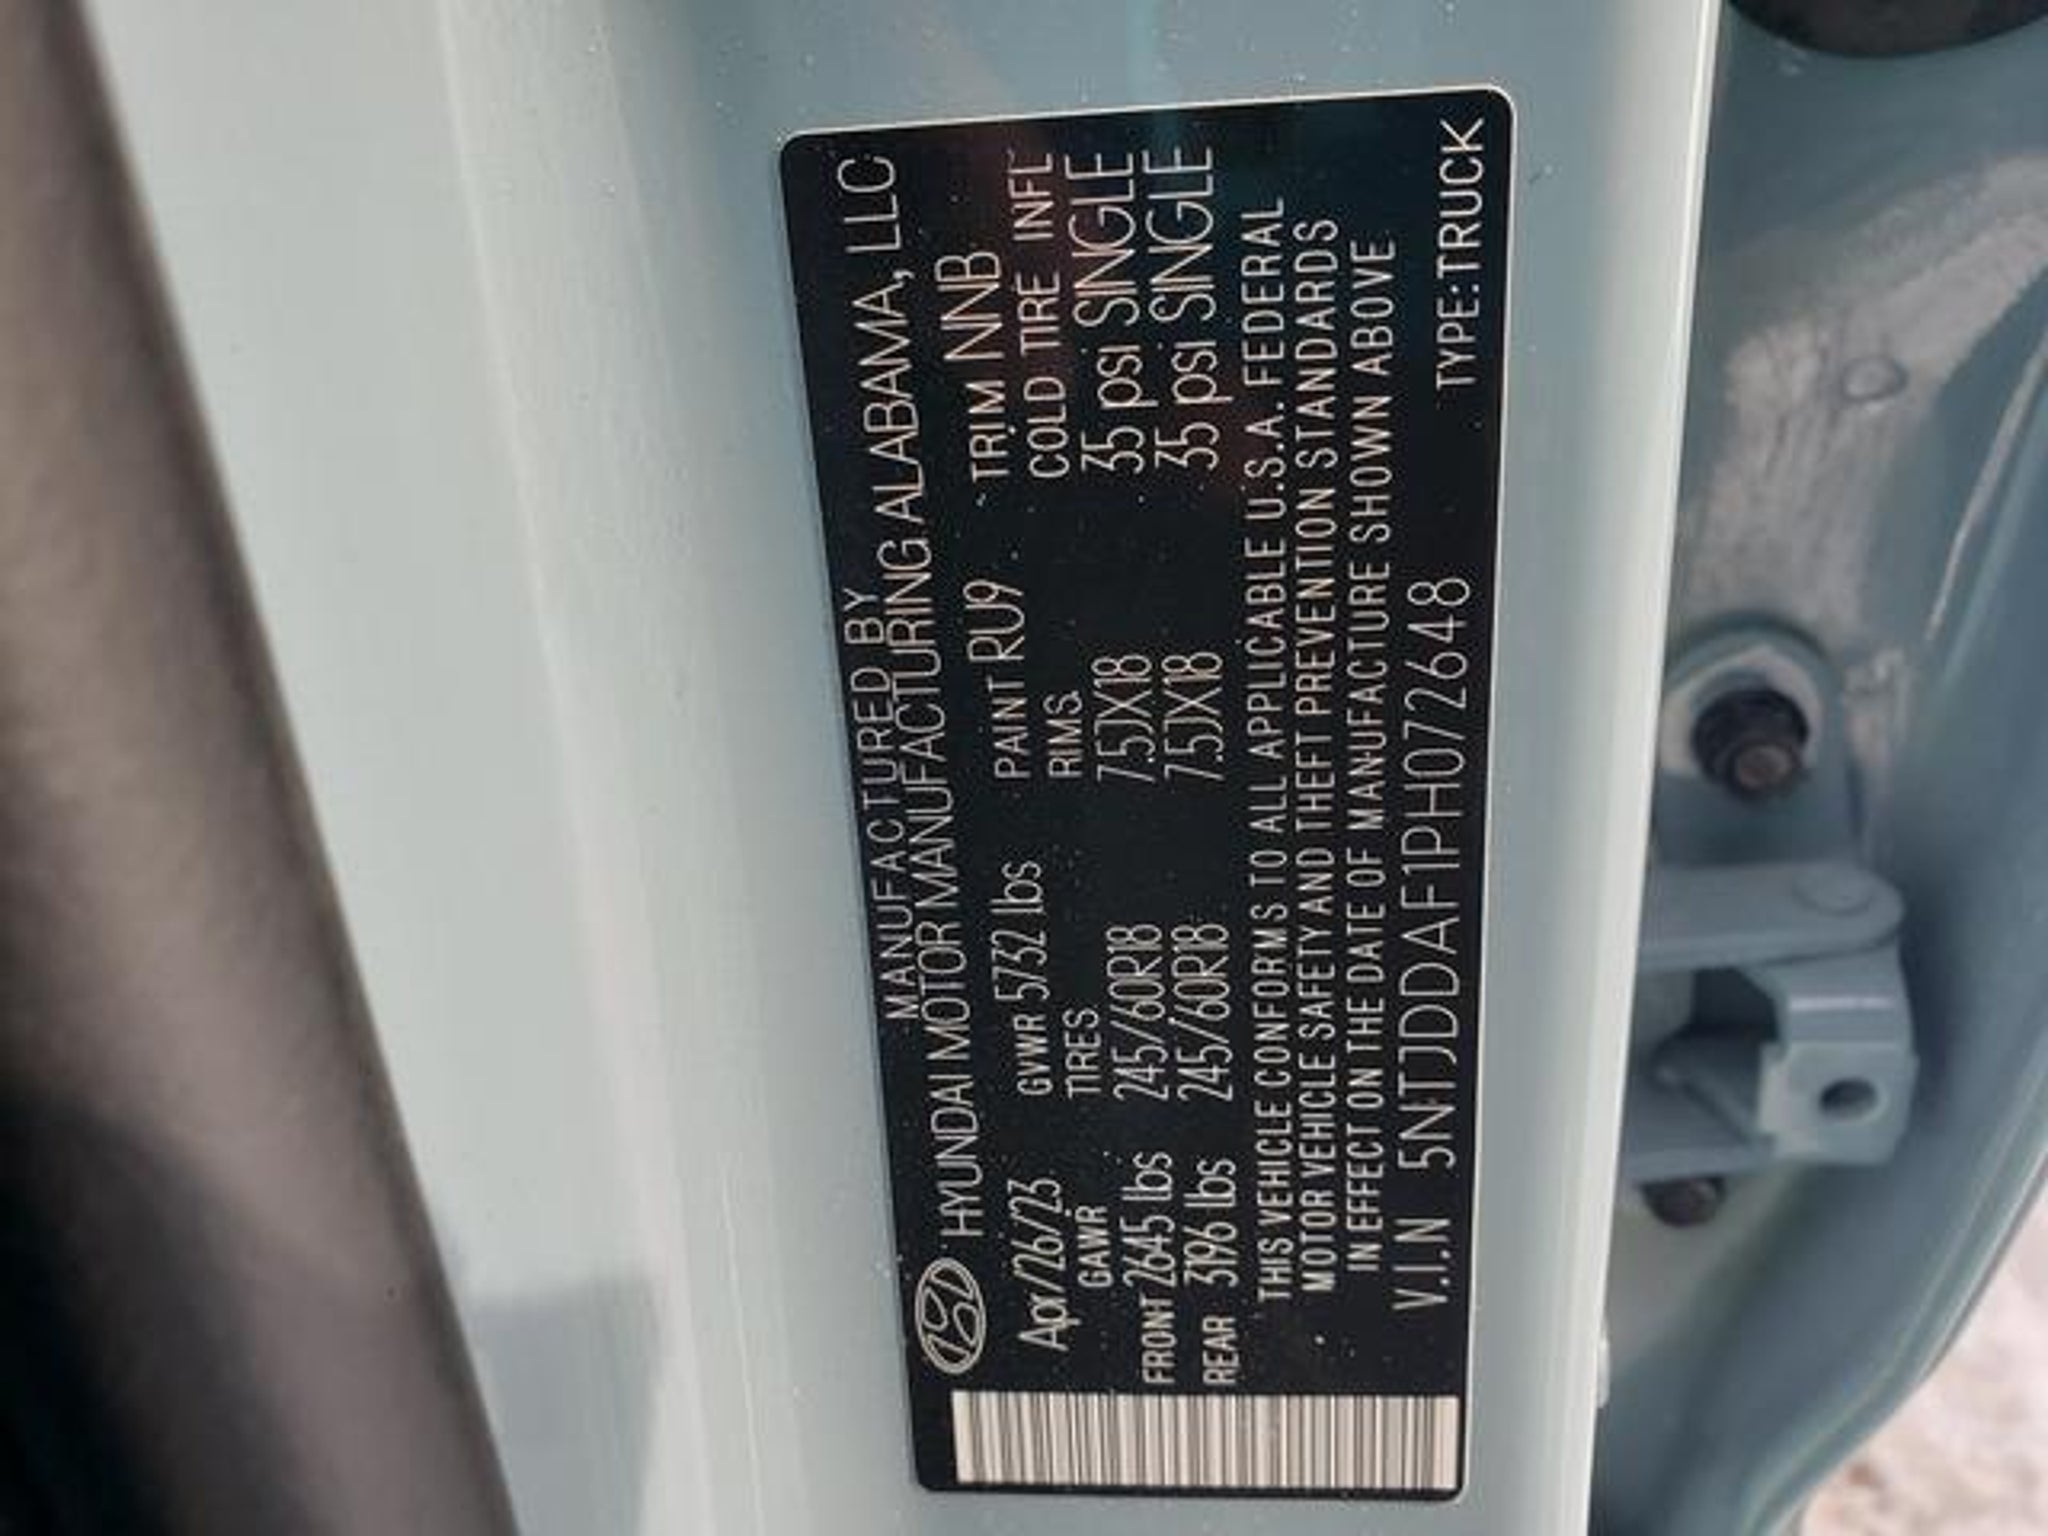 MANUFACTURED BY
HYUNDAI MOTOR MANUFACTURING ALABAMA, LLC
Apr/26/23 GVWR 5732 lbs PAINT RU9 TRIM NNB
GAWR TIRES RIMS COLD TIRE INFL
FRONT 2645 lbs 245/60R18 7.5JX18 35 psi SINGLE
REAR 3196 lbs 245/60R18 7.5JX18 35 psi SINGLE
THIS VEHICLE CONFORMS TO ALL APPLICABLE U.S.A. FEDERAL
MOTOR VEHICLE SAFETY AND THEFT PREVENTION STANDARDS
IN EFFECT ON THE DATE OF MANUFACTURE SHOWN ABOVE
V.I.N 5NTJDDAF1PH072648 TYPE:TRUCK